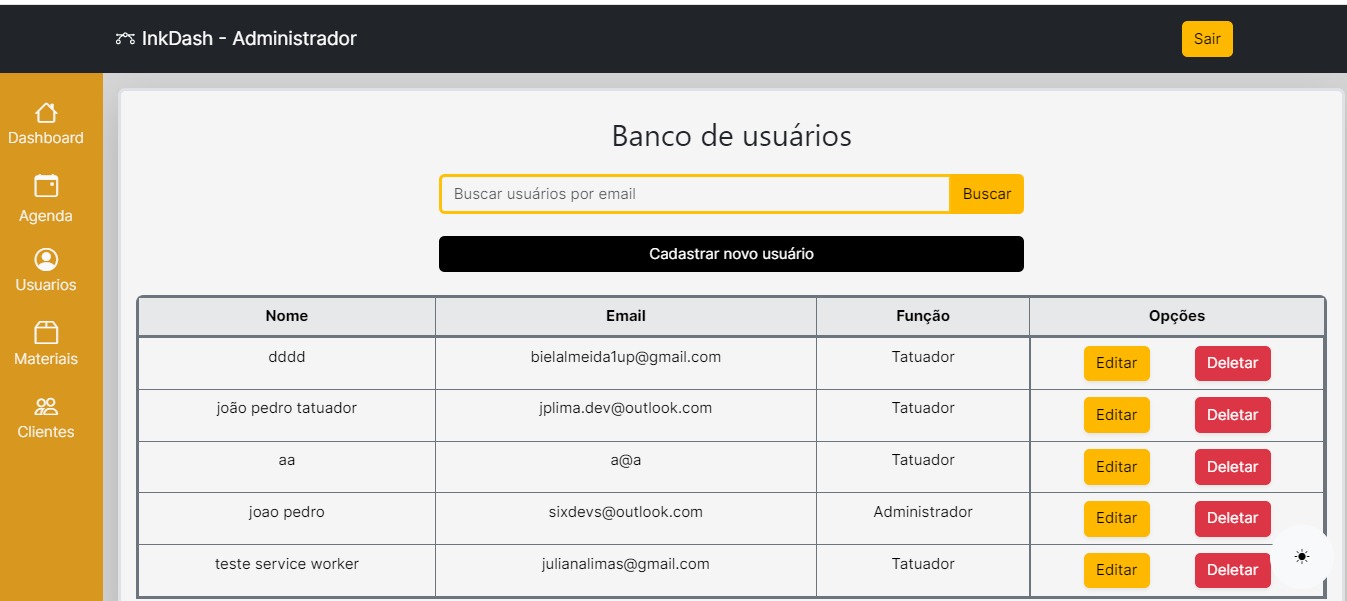 InkDash - Administrador
Sair
Dashboard
Agenda
Usuarios
Materiais
Clientes
Banco de usuários
Buscar usuários por email Buscar
Cadastrar novo usuário
Nome Email Função Opções
dddd bielalmeida1up@gmail.com Tatuador Editar Deletar
joão pedro tatuador jplima.dev@outlook.com Tatuador Editar Deletar
aa a@a Tatuador Editar Deletar
joao pedro sixdevs@outlook.com Administrador Editar Deletar
teste service worker julianalimas@gmail.com Tatuador Editar Deletar